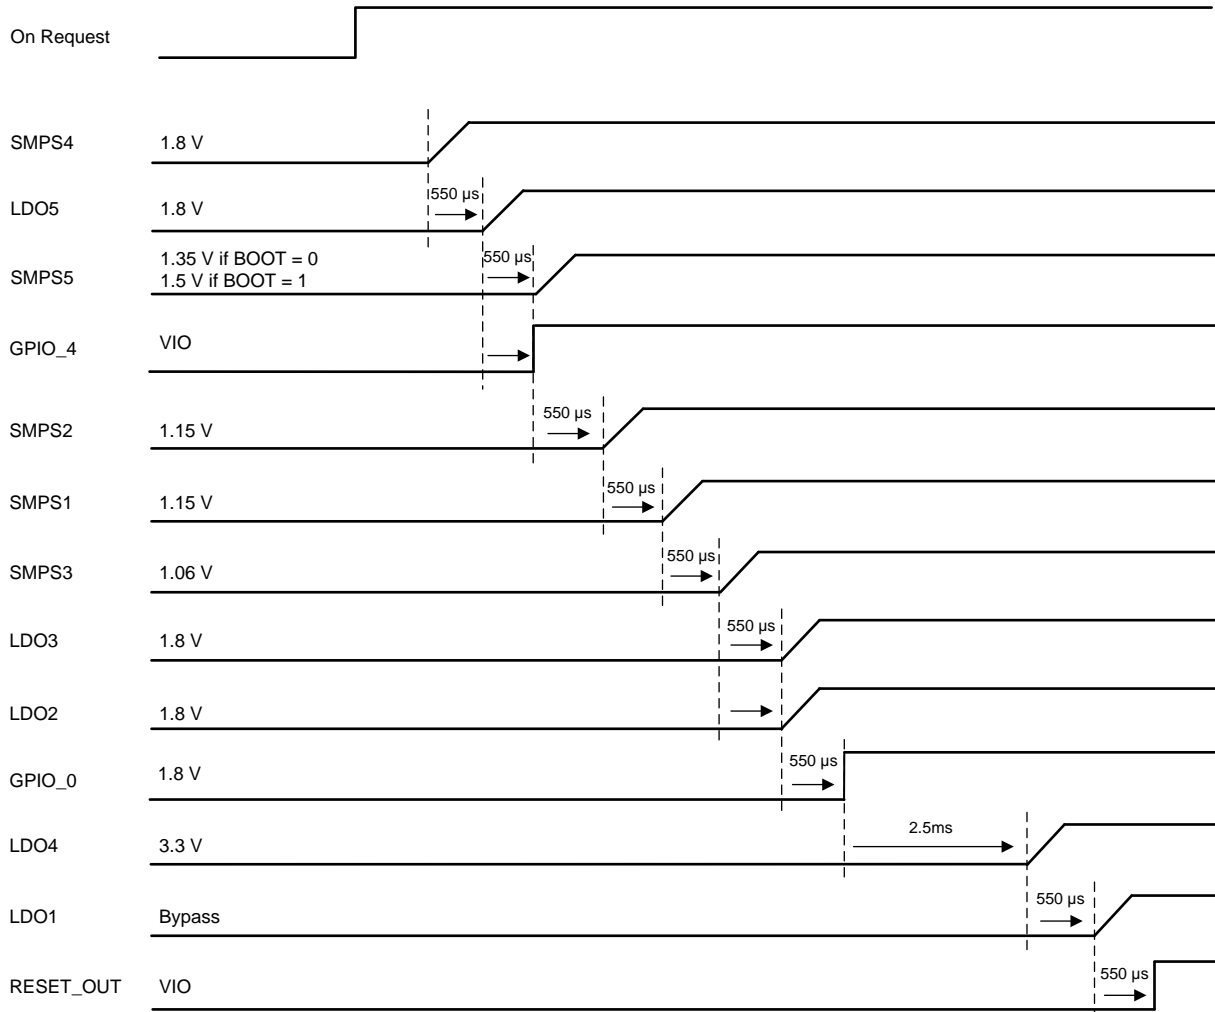 On Request
SMPS4
1.8 V
550 µs
LDO5
1.8 V
550 µs
SMPS5
1.35 V if BOOT = 0
1.5 V if BOOT = 1
GPIO_4
VIO
550 µs
SMPS2
1.15 V
550 µs
SMPS1
1.15 V
550 µs
SMPS3
1.06 V
550 µs
LDO3
1.8 V
LDO2
1.8 V
550 µs
GPIO_0
1.8 V
2.5ms
LDO4
3.3 V
550 µs
LDO1
Bypass
550 µs
RESET_OUT
VIO